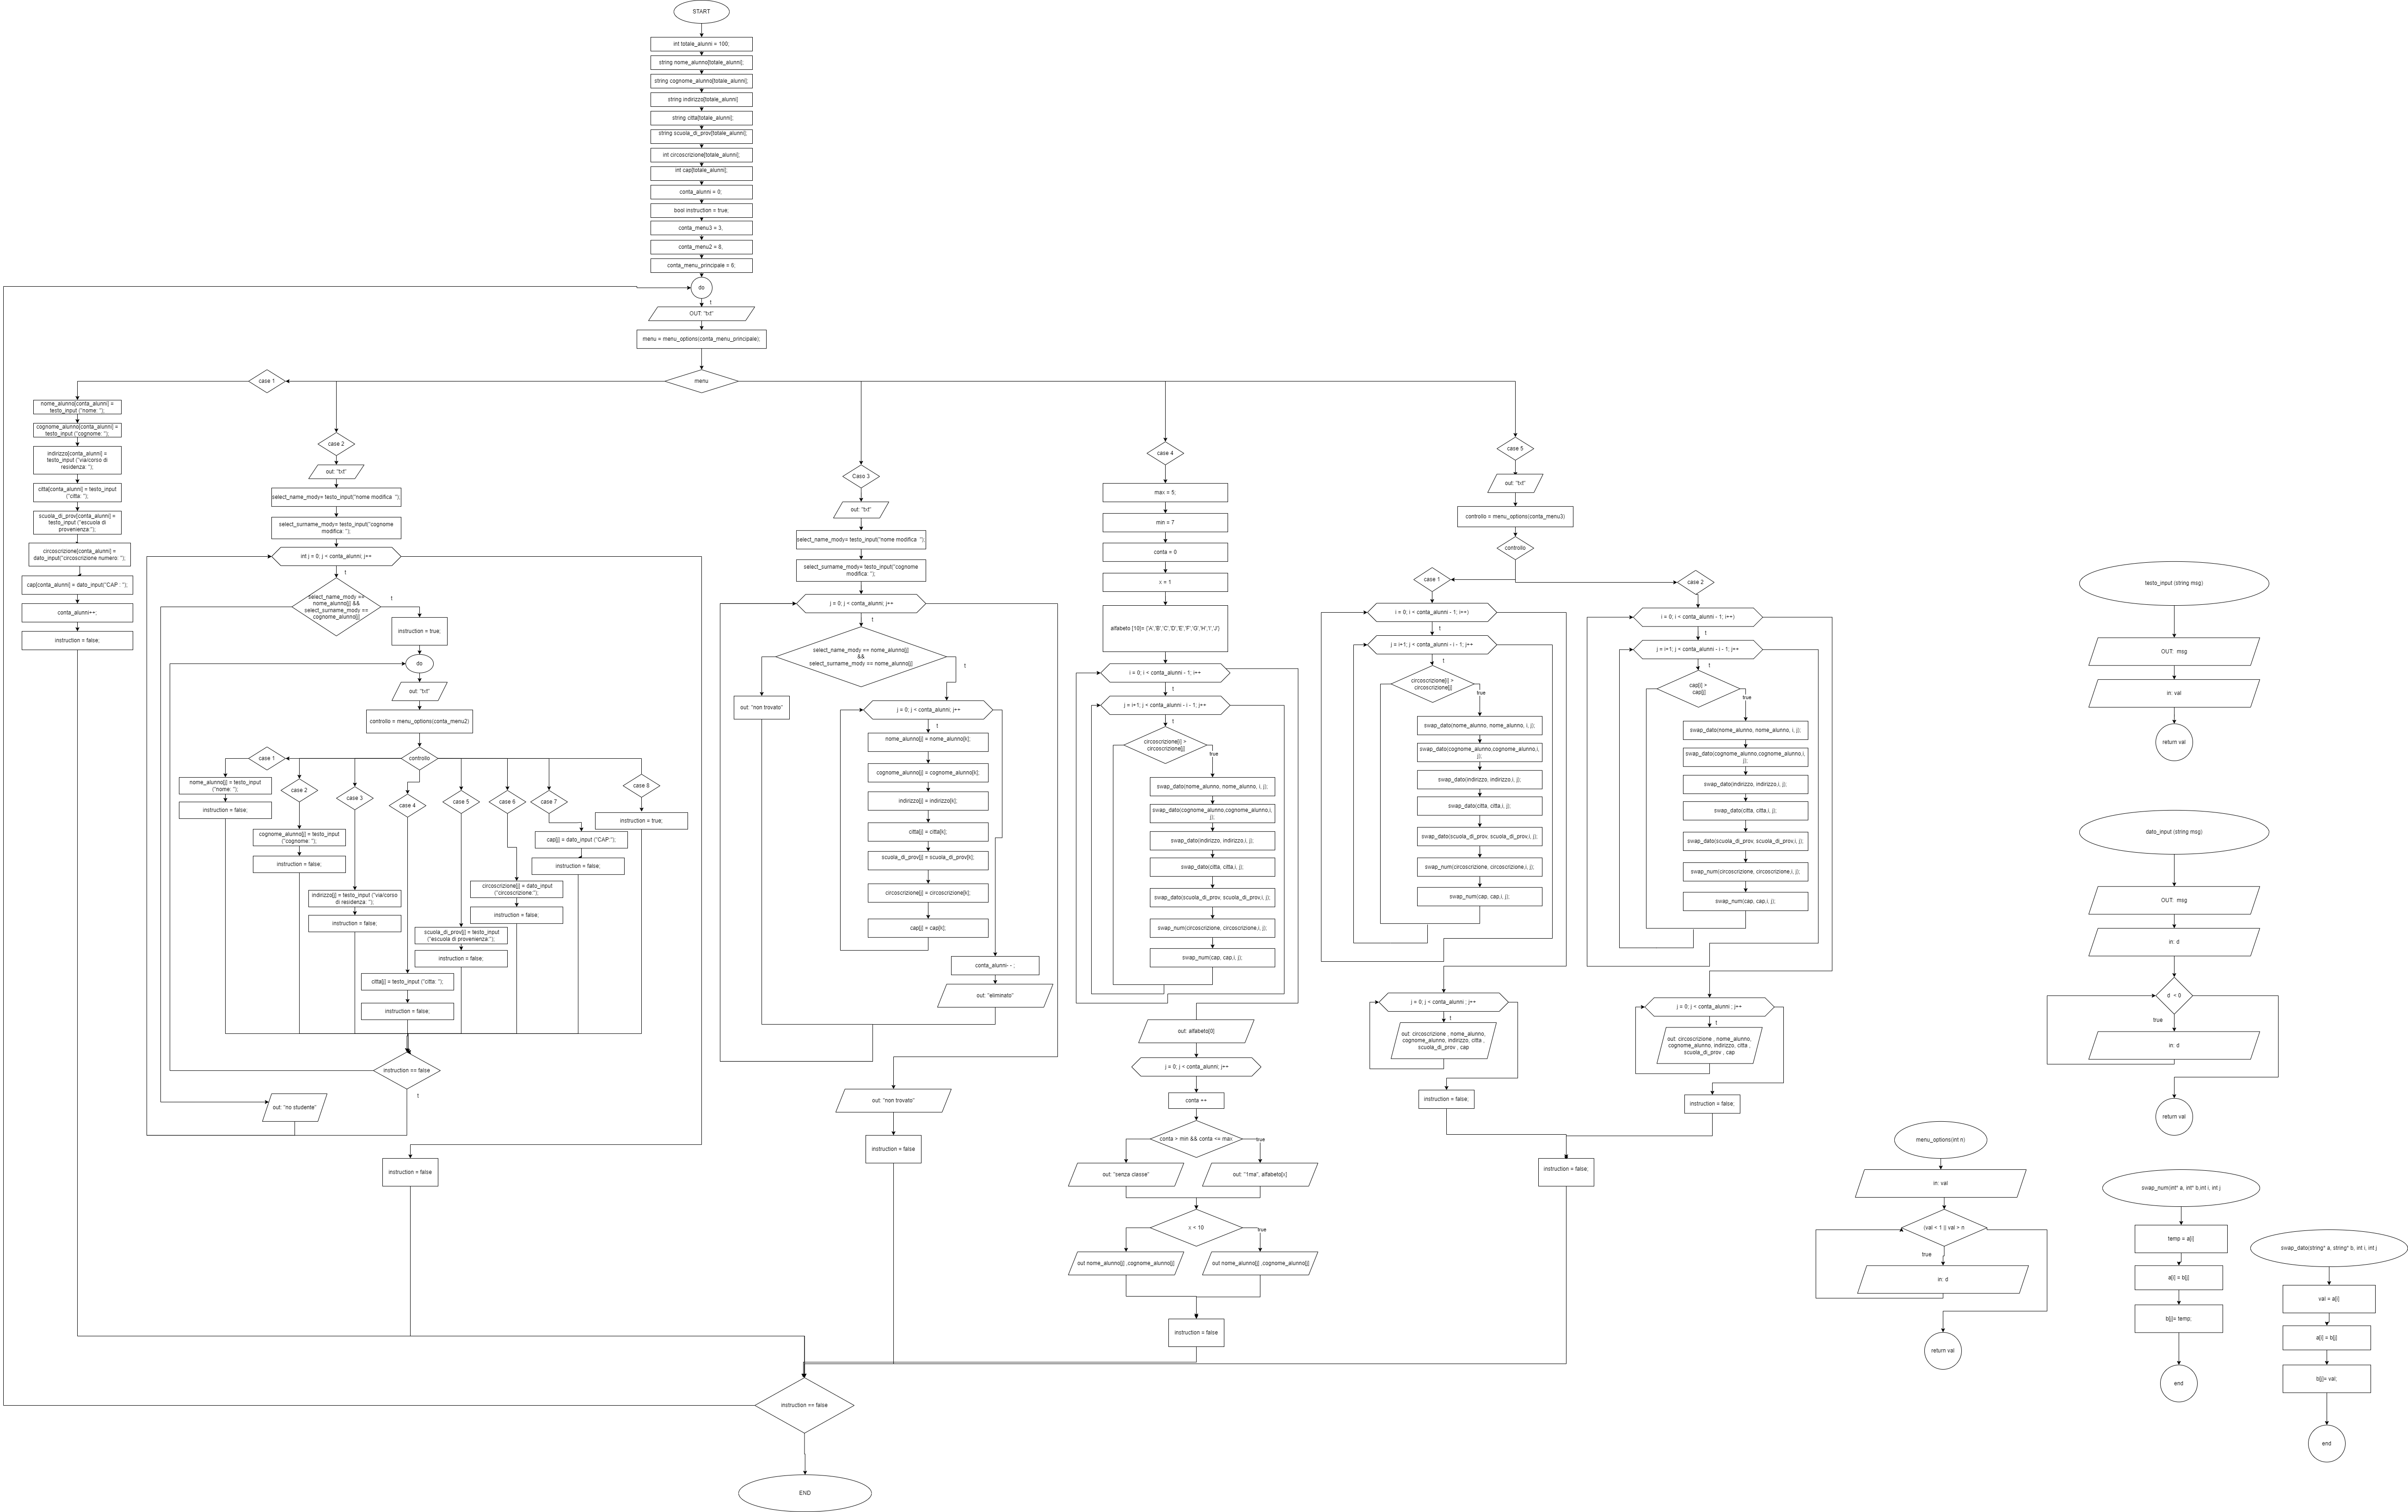 START
int totale_alunni = 100;
string nome_alunno[totale_alunni];
string cognome_alunno[totale_alunni];
string indirizzo[totale_alunni]
string citta[totale_alunni];
string scuola_di_prov[totale_alunni];
int circoscrizione[totale_alunni];
int cap[totale_alunni];
conta_alunni = 0;
bool instruction = true;
conta_menu3 = 3,
conta_menu2 = 8,
conta_menu_principale = 6;
do
t
OUT: "txt"
menu = menu_options(conta_menu_principale);
menu
case 1
nome_alunno[conta_alunni] =
testo_input ("nome: ");
cognome_alunno[conta_alunni] =
testo_input ("cognome: ");
indirizzo[conta_alunni] =
testo_input ("via/corso di
residenza: ");
citta[conta_alunni] = testo_input
("citta: ");
scuola_di_prov[conta_alunni] =
testo_input ("escuola di
provenienza:");
circoscrizione[conta_alunni] =
dato_input("circoscrizione numero: ");
cap[conta_alunni] = dato_input("CAP : ");
conta_alunni++;
instruction = false;
case 2
out: "txt"
select_name_mody= testo_input("nome modifica  ");
select_surname_mody= testo_input("cognome
modifica: ");
int j = 0; j < conta_alunni; j++
t
select_name_mody ==
nome_alunno[j] &&
select_surname_mody ==
cognome_alunno[j]
t
instruction = true;
do
out: "txt"
controllo = menu_options(conta_menu2)
controllo
case 1
nome_alunno[j] = testo_input
("nome: ");
instruction = false;
case 2
cognome_alunno[j] = testo_input
("cognome: ");
instruction = false;
case 3
indirizzo[j] = testo_input ("via/corso
di residenza: ");
instruction = false;
case 4
citta[j] = testo_input ("citta: ");
instruction = false;
case 5
scuola_di_prov[j] = testo_input
("escuola di provenienza:");
instruction = false;
case 6
circoscrizione[j] = dato_input
("circoscrizione:");
instruction = false;
case 7
cap[j] = dato_input ("CAP:");
instruction = false;
case 8
instruction = true;
instruction == false
t
out: "no studente"
instruction = false
Caso 3
out: "txt"
select_name_mody= testo_input("nome modifica  ");
select_surname_mody= testo_input("cognome
modifica: ");
j = 0; j < conta_alunni; j++
t
select_name_mody == nome_alunno[j]
&&
select_surname_mody == nome_alunno[j]
t
out: "non trovato"
j = 0; j < conta_alunni; j++
t
nome_alunno[j] = nome_alunno[k];
cognome_alunno[j] = cognome_alunno[k];
indirizzo[j] = indirizzo[k];
citta[j] = citta[k];
scuola_di_prov[j] = scuola_di_prov[k];
circoscrizione[j] = circoscrizione[k];
cap[j] = cap[k];
conta_alunni- - ;
out: "eliminato"
out: "non trovato"
instruction = false
case 4
max = 5;
min = 7
conta = 0
x = 1
alfabeto [10]= {'A','B','C','D','E','F','G','H','I','J'}
i = 0; i < conta_alunni - 1; i++
t
j = i+1; j < conta_alunni - i - 1; j++
t
circoscrizione[i] >
circoscrizione[j]
true
swap_dato(nome_alunno, nome_alunno, i, j);
swap_dato(cognome_alunno,cognome_alunno,i,
j);
swap_dato(indirizzo, indirizzo,i, j);
swap_dato(citta, citta,i, j);
swap_dato(scuola_di_prov, scuola_di_prov,i, j);
swap_num(circoscrizione, circoscrizione,i, j);
swap_num(cap, cap,i, j);
out: alfabeto[0]
j = 0; j < conta_alunni; j++
conta ++
conta > min && conta <= max
true
out: "senza classe"
out: "1ma", alfabeto[x]
x < 10
true
out nome_alunno[j] ,cognome_alunno[j]
out nome_alunno[j] ,cognome_alunno[j]
instruction = false
case 5
out: "txt"
controllo = menu_options(conta_menu3)
controllo
case 1
i = 0; i < conta_alunni - 1; i++)
t
j = i+1; j < conta_alunni - i - 1; j++
t
circoscrizione[i] >
circoscrizione[j]
true
swap_dato(nome_alunno, nome_alunno, i, j);
swap_dato(cognome_alunno,cognome_alunno,i,
j);
swap_dato(indirizzo, indirizzo,i, j);
swap_dato(citta, citta,i, j);
swap_dato(scuola_di_prov, scuola_di_prov,i, j);
swap_num(circoscrizione, circoscrizione,i, j);
swap_num(cap, cap,i, j);
j = 0; j < conta_alunni ; j++
t
out: circoscrizione , nome_alunno,
cognome_alunno, indirizzo, citta ,
scuola_di_prov , cap
instruction = false;
case 2
i = 0; i < conta_alunni - 1; i++)
t
j = i+1; j < conta_alunni - i - 1; j++
t
cap[i] >
cap[j]
true
swap_dato(nome_alunno, nome_alunno, i, j);
swap_dato(cognome_alunno,cognome_alunno,i,
j);
swap_dato(indirizzo, indirizzo,i, j);
swap_dato(citta, citta,i, j);
swap_dato(scuola_di_prov, scuola_di_prov,i, j);
swap_num(circoscrizione, circoscrizione,i, j);
swap_num(cap, cap,i, j);
j = 0; j < conta_alunni ; j++
t
out: circoscrizione , nome_alunno,
cognome_alunno, indirizzo, citta ,
scuola_di_prov , cap
instruction = false;
instruction = false;
instruction == false
END
testo_input (string msg)
OUT:  msg
in: val
return val
dato_input (string msg)
OUT:  msg
in: d
d  < 0
true
in: d
return val
menu_options(int n)
in: val
(val < 1 || val > n
true
in: d
return val
swap_num(int* a, int* b,int i, int j
temp = a[i]
a[i] = b[j]
b[j]= temp;
end
swap_dato(string* a, string* b, int i, int j
val = a[i]
a[i] = b[j]
b[j]= val;
end